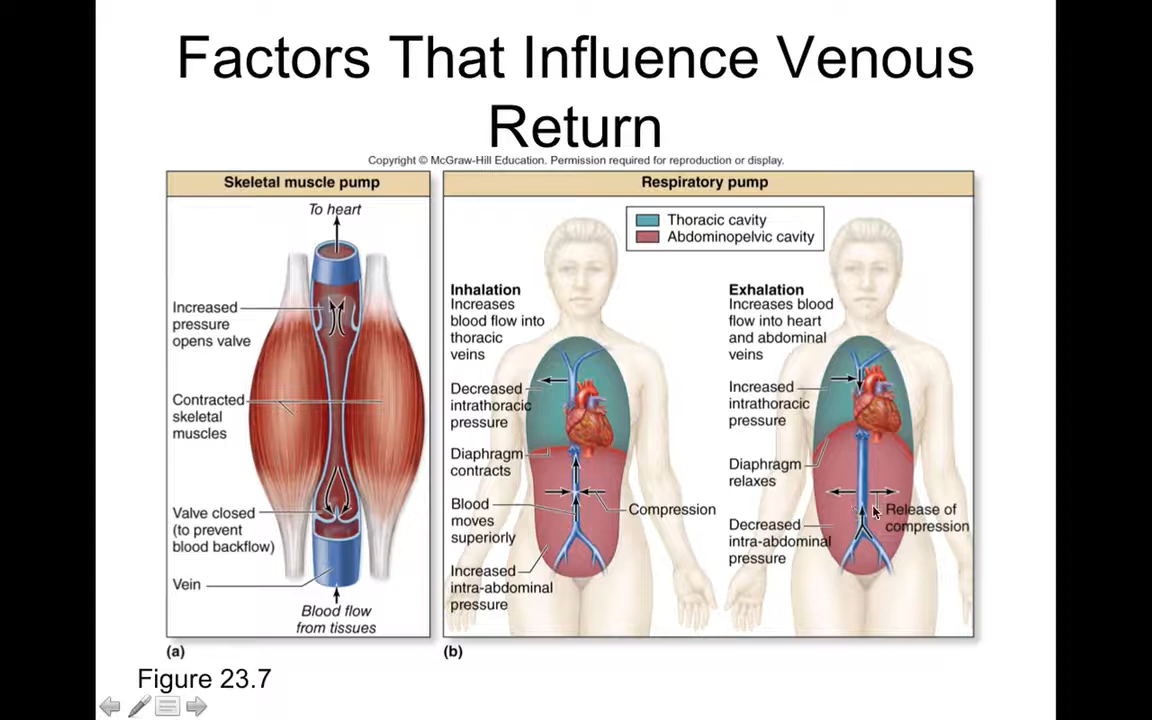 Factors That Influence Venous
Return
Copyright © McGraw-Hill Education. Permission required for reproduction or display.
Skeletal muscle pump
To heart
Increased
pressure
opens valve
Contracted
skeletal
muscles
Valve closed
(to prevent
blood backflow)
Vein
Blood flow
from tissues
(a)
Respiratory pump
Thoracic cavity
Abdominopelvic cavity
Inhalation
Increases
blood flow into
thoracic
veins
Decreased
intrathoracic
pressure
Diaphragm
contracts
Blood
moves
superiorly
Compression
Increased
intra-abdominal
pressure
Exhalation
Increases blood
flow into heart
and abdominal
veins
Increased
intrathoracic
pressure
Diaphragm
relaxes
Release of
compression
Decreased
intra-abdominal
pressure
(b)
Figure 23.7